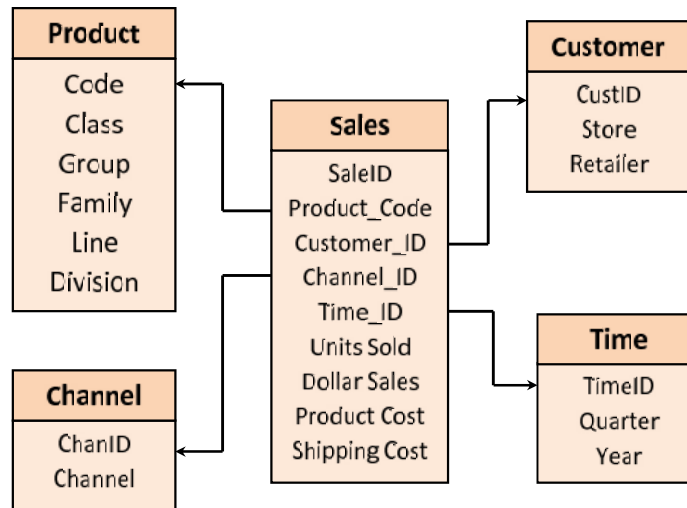 Product
Code
Class
Group
Family
Line
Division
Channel
ChanID
Channel
Sales
SaleID
Product_Code
Customer_ID
Channel_ID
Time_ID
Units Sold
Dollar Sales
Product Cost
Shipping Cost
Customer
CustID
Store
Retailer
Time
TimeID
Quarter
Year